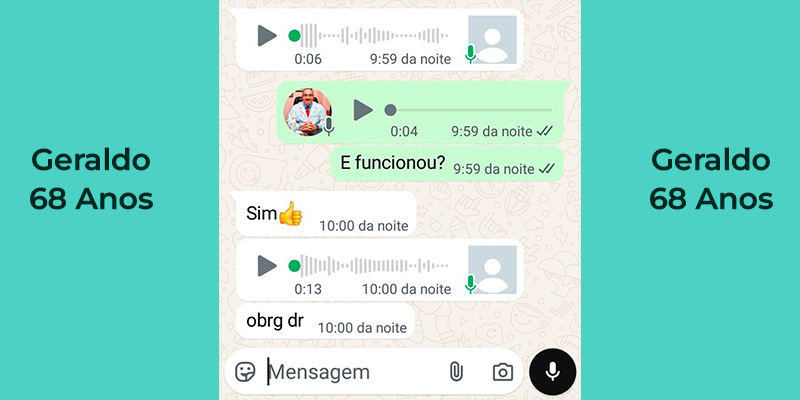 0:06 9:59 da noite
0:04 9:59 da noite
E funcionou? 9:59 da noite
Geraldo
68 Anos
Geraldo
68 Anos
Sim👍 10:00 da noite
0:13 10:00 da noite
obrg dr 10:00 da noite
Mensagem